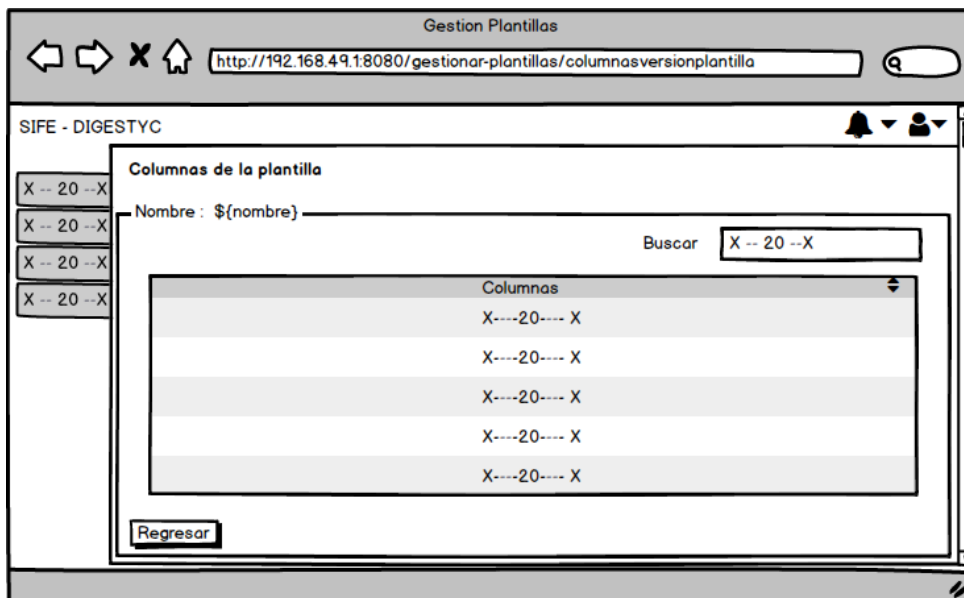 Gestion Plantillas
http://192.168.49.1:8080/gestionar-plantillas/columnasversionplantilla
SIFE - DIGESTYC
Columnas de la plantilla
X -- 20 --X
X -- 20 --X
X -- 20 --X
X -- 20 --X
Nombre : ${nombre}
Buscar X -- 20 --X
Columnas
X----20---- X
X----20---- X
X----20---- X
X----20---- X
X----20---- X
Regresar